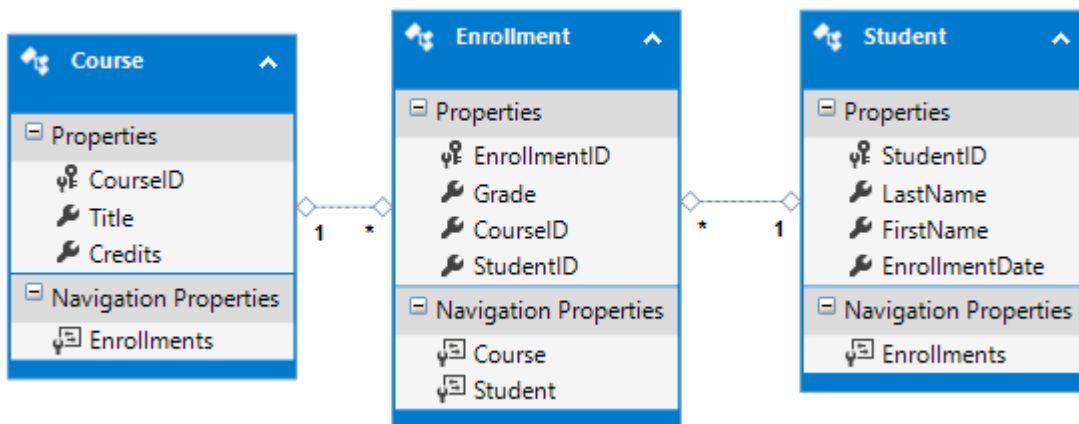 Course
Properties
CourseID
Title
Credits
Navigation Properties
Enrollments
1 *
Enrollment
Properties
EnrollmentID
Grade
CourseID
StudentID
Navigation Properties
Course
Student
* 1
Student
Properties
StudentID
LastName
FirstName
EnrollmentDate
Navigation Properties
Enrollments